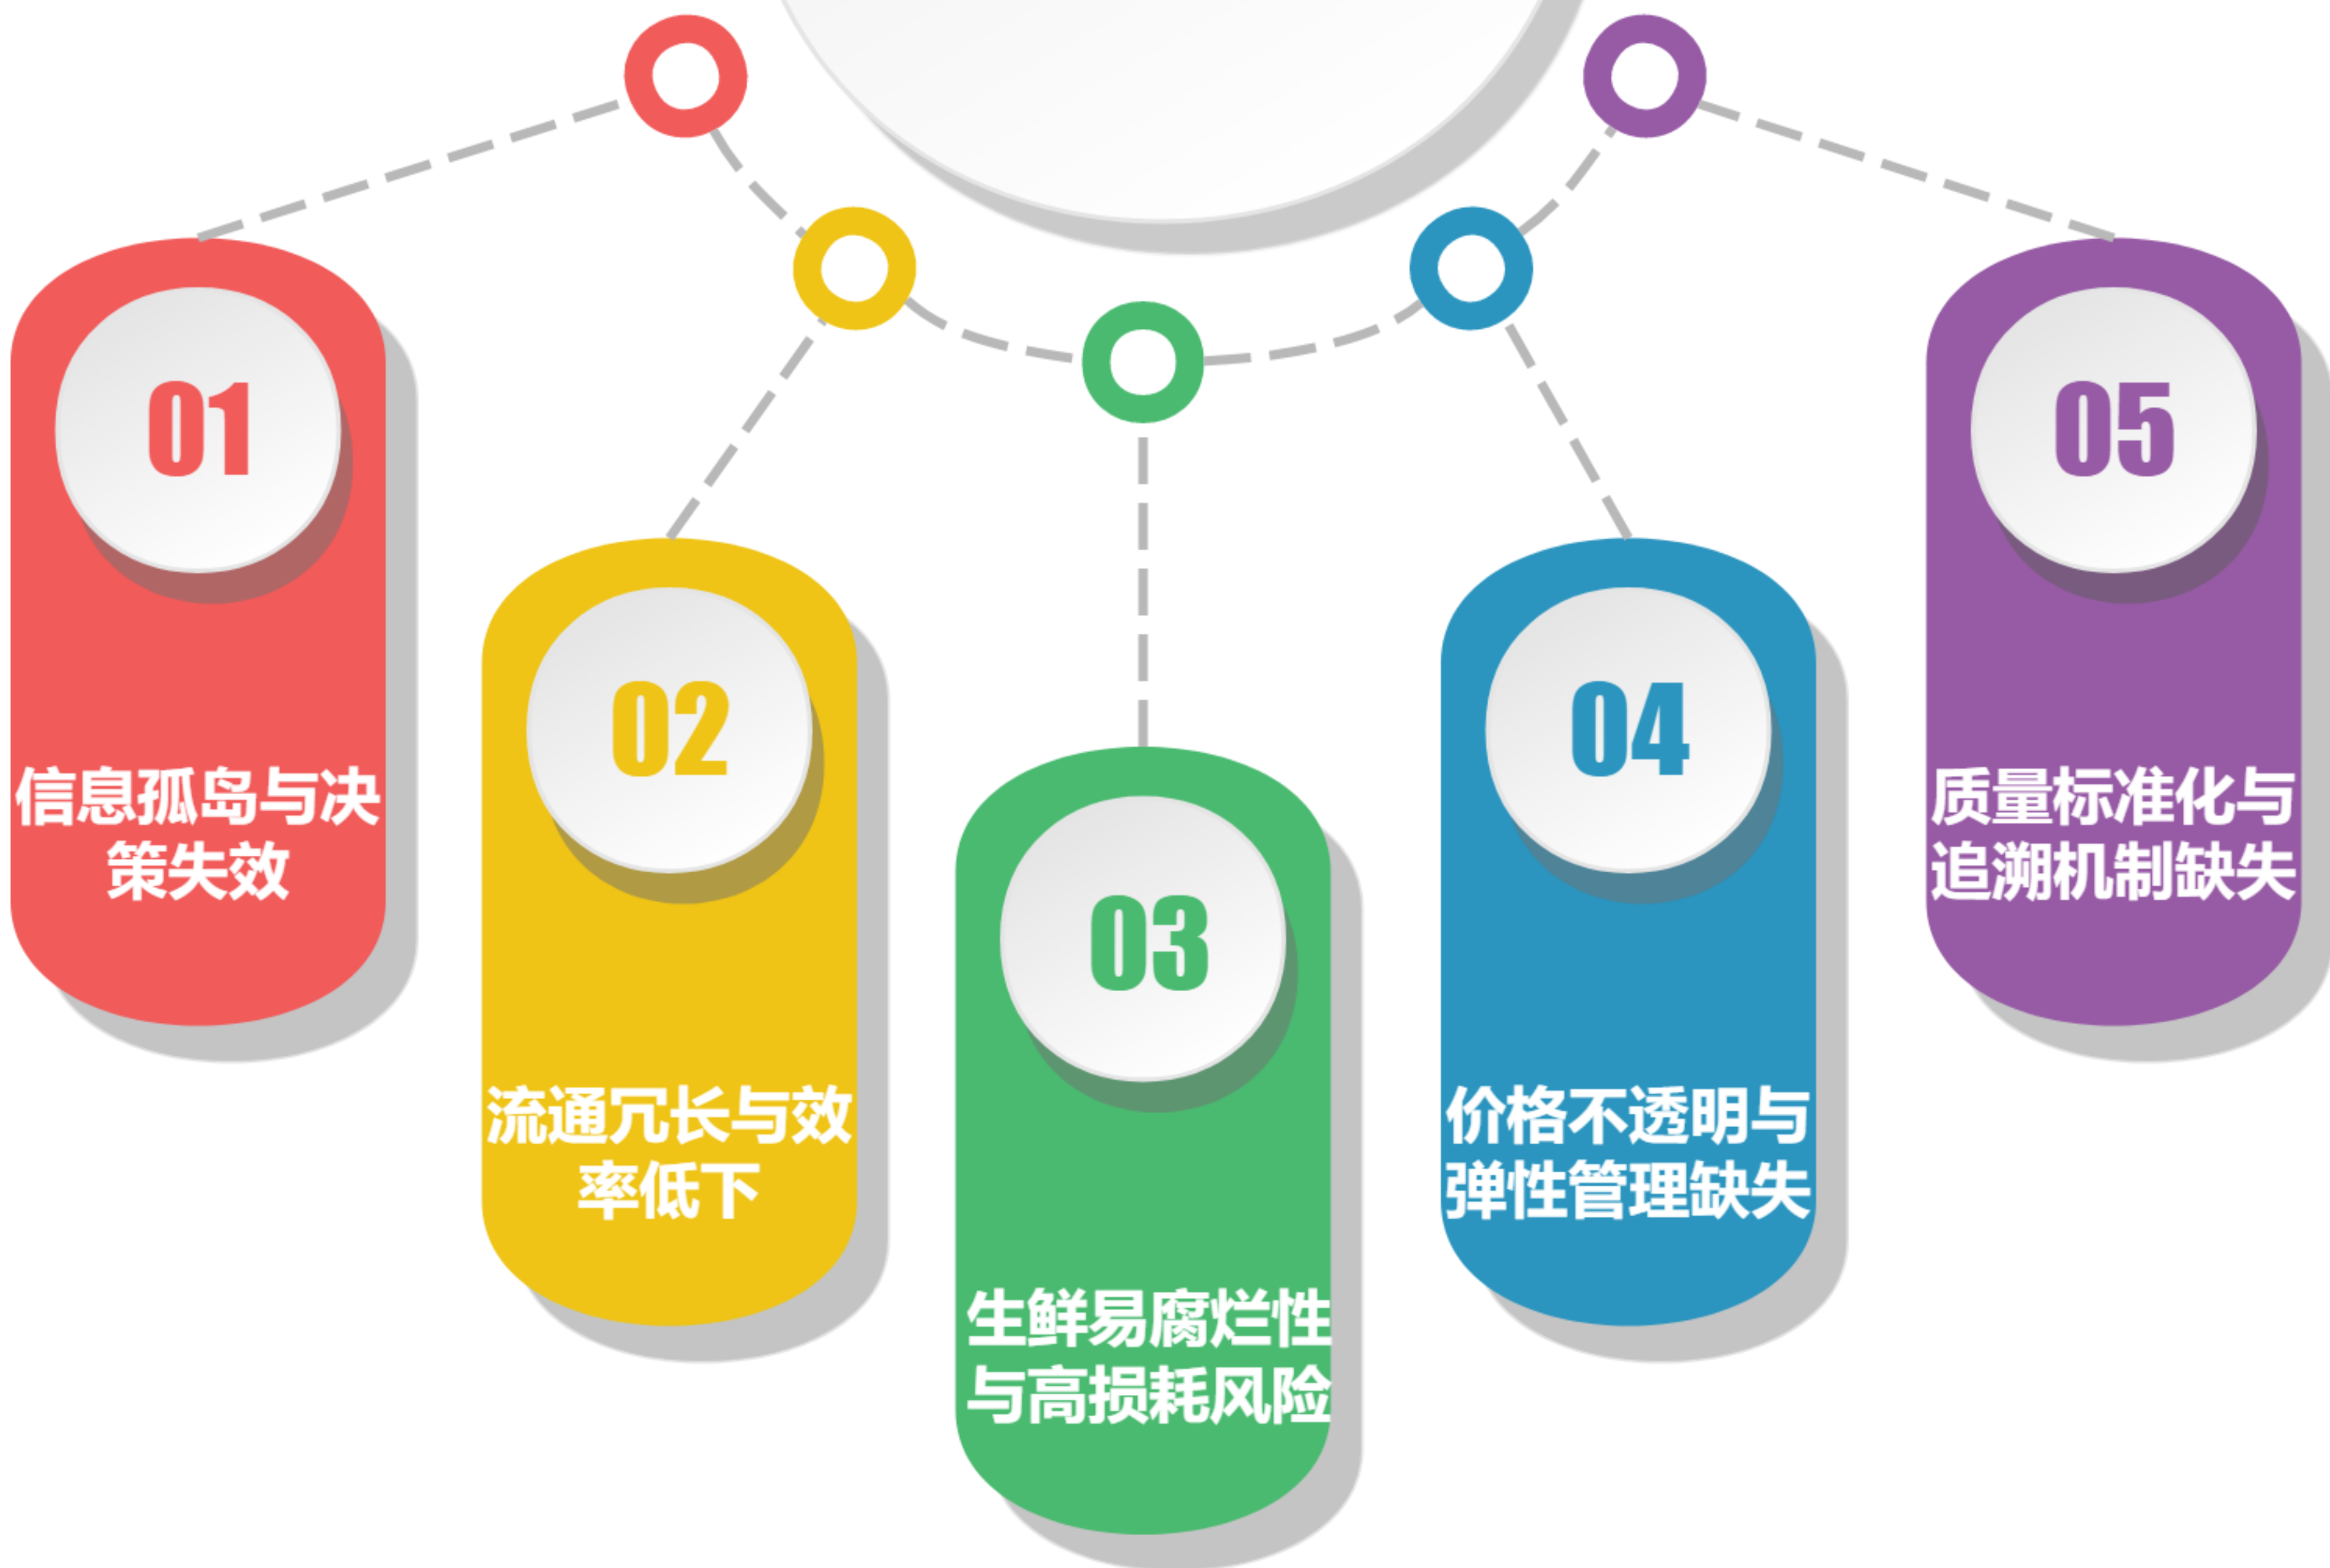 01
信息孤岛与决
策失效
02
流通冗长与效
率低下
03
生鲜易腐烂性
与高损耗风险
04
价格不透明与
弹性管理缺失
05
质量标准化与
追溯机制缺失